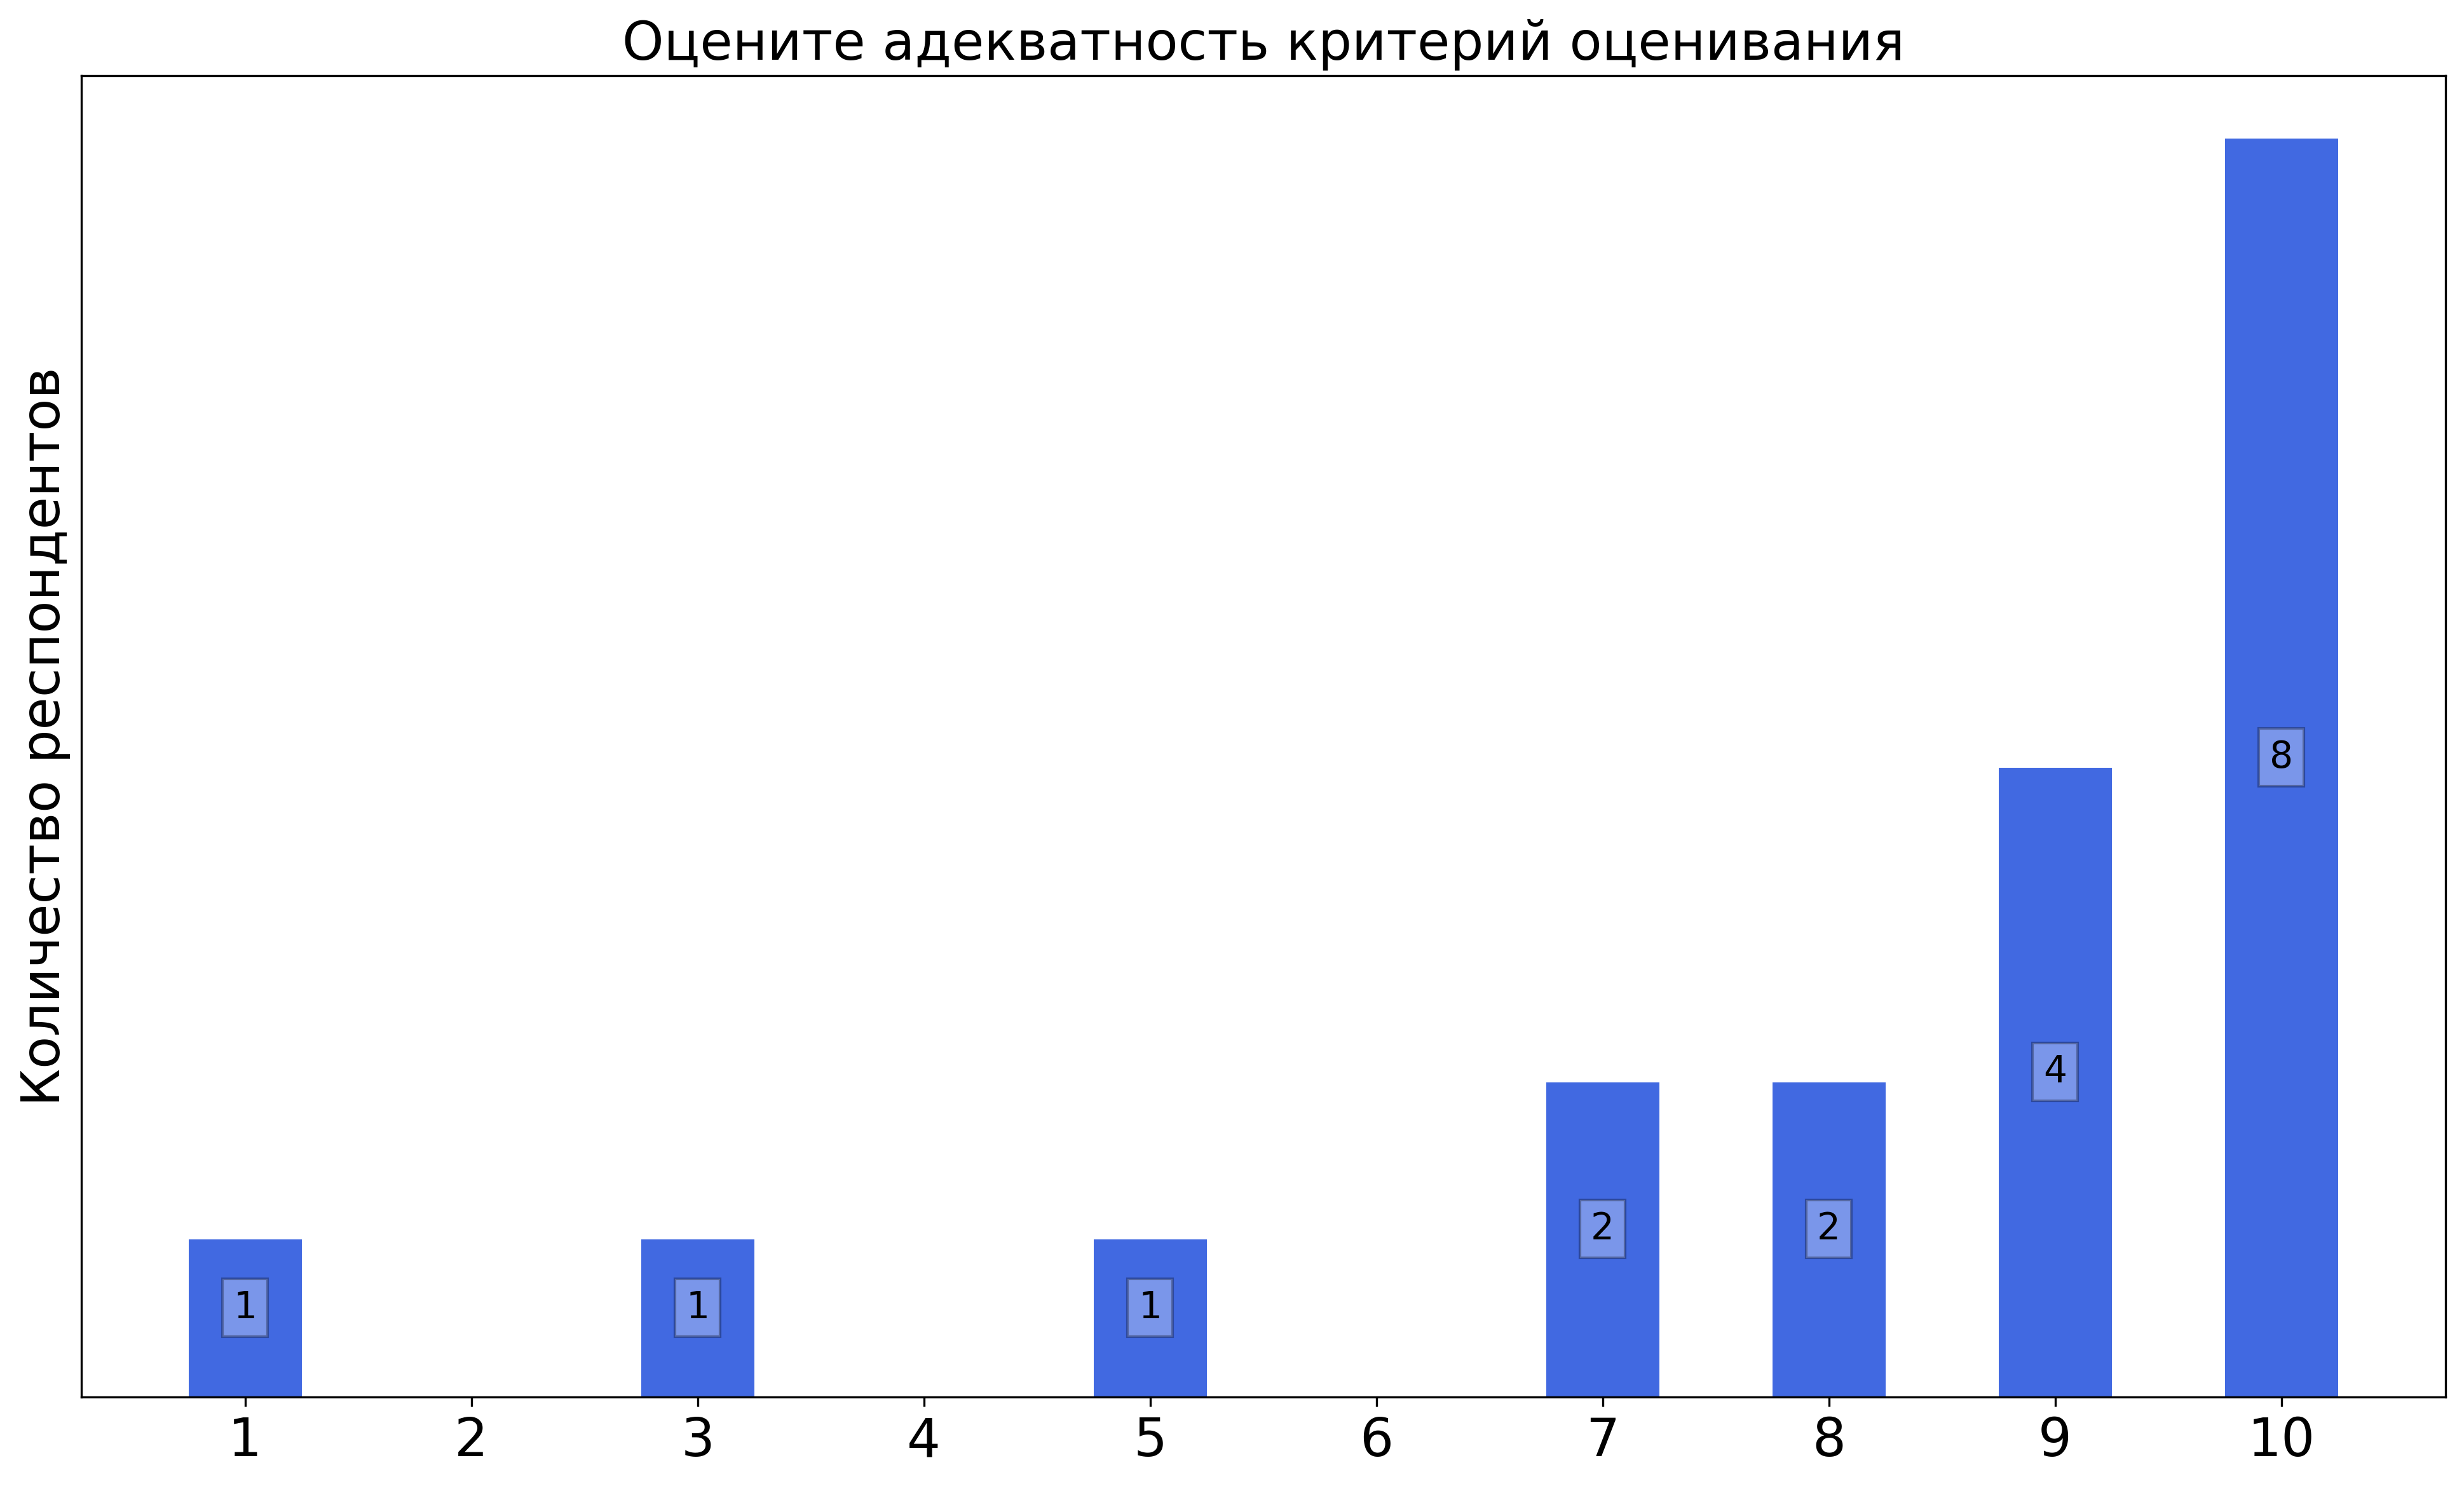 Оцените адекватность критерий оценивания
Количество респондентов
8
4
2 2
1 1 1
1 2 3 4 5 6 7 8 9 10